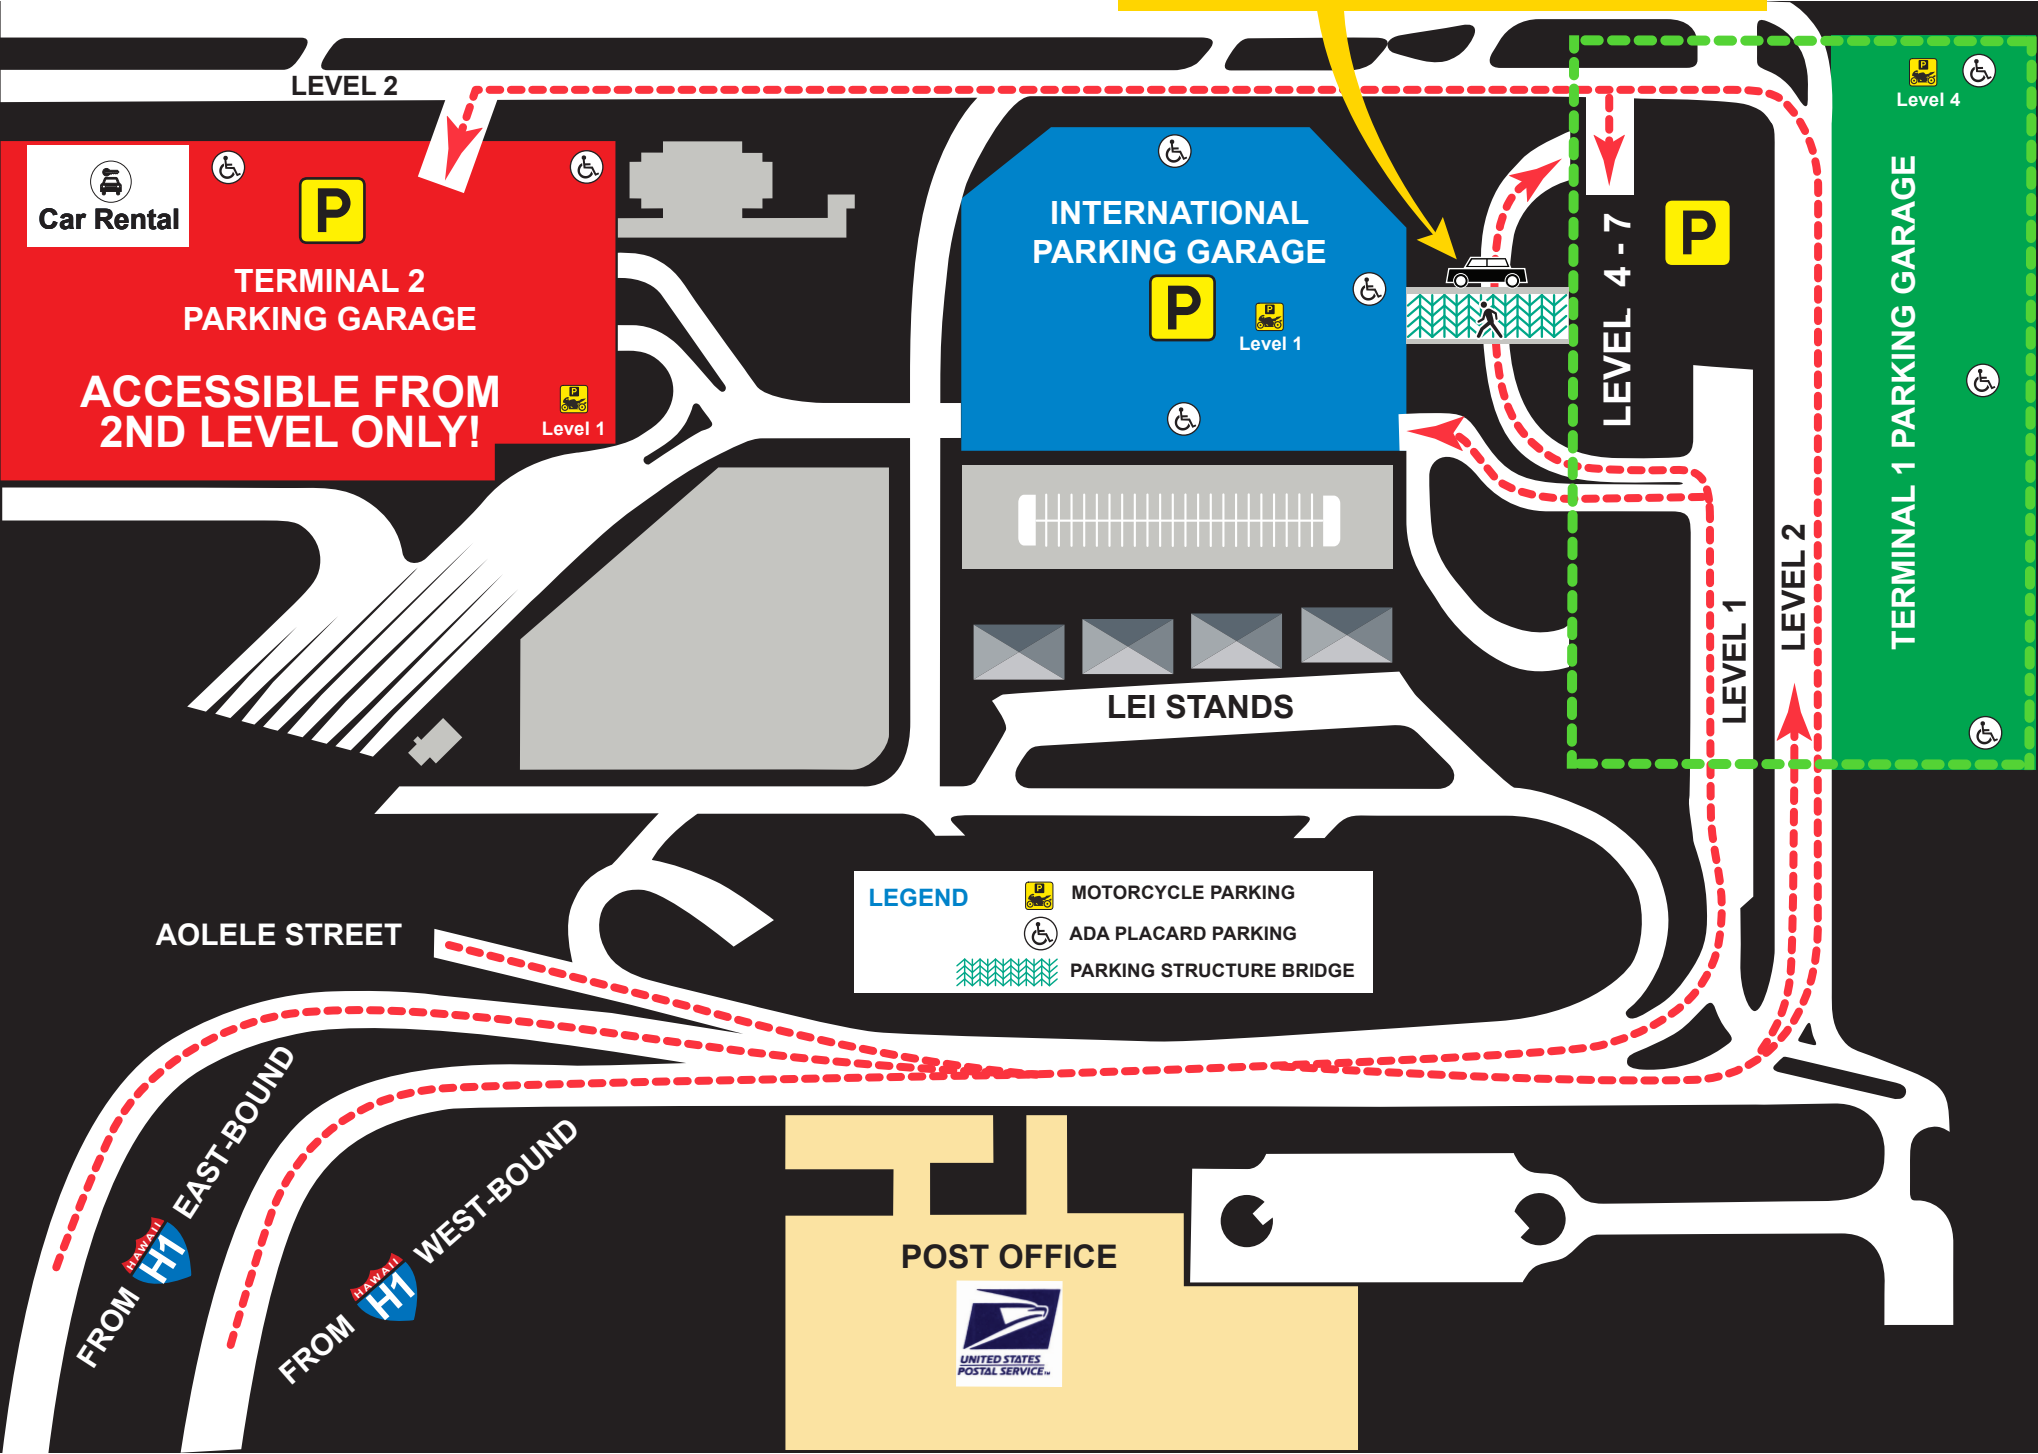 LEVEL 2
Level 4
Car Rental
P
TERMINAL 2
PARKING GARAGE
ACCESSIBLE FROM
2ND LEVEL ONLY!
P
Level 1
INTERNATIONAL
PARKING GARAGE
P
P
Level 1
LEVEL 4 - 7
P
TERMINAL 1 PARKING GARAGE
P
LEVEL 1
LEVEL 2
LEI STANDS
AOLELE STREET
LEGEND
P
MOTORCYCLE PARKING
ADA PLACARD PARKING
PARKING STRUCTURE BRIDGE
FROM HAWAII H1 EAST-BOUND
FROM HAWAII H1 WEST-BOUND
POST OFFICE
UNITED STATES
POSTAL SERVICE™